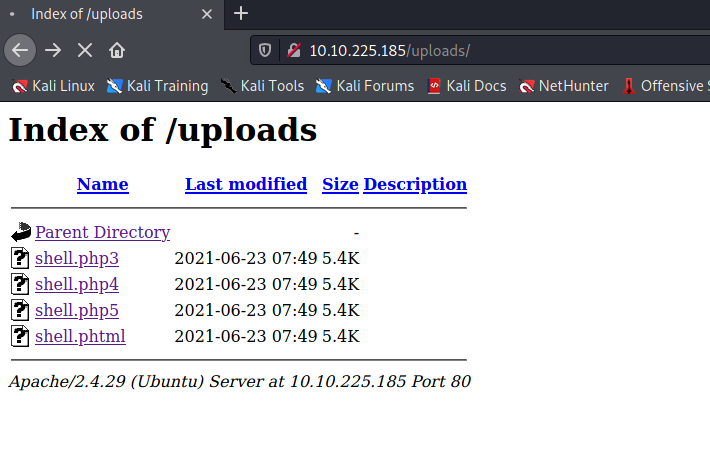 Index of /uploads
10.10.225.185/uploads/
Kali Linux Kali Training Kali Tools Kali Forums Kali Docs NetHunter Offensive S
Index of /uploads
Name Last modified Size Description
Parent Directory -
shell.php3 2021-06-23 07:49 5.4K
shell.php4 2021-06-23 07:49 5.4K
shell.php5 2021-06-23 07:49 5.4K
shell.phtml 2021-06-23 07:49 5.4K
Apache/2.4.29 (Ubuntu) Server at 10.10.225.185 Port 80